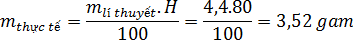 m_{thực tế} = \frac{m_{lí thuyết}.H}{100} = \frac{4,4.80}{100} = 3,52 gam